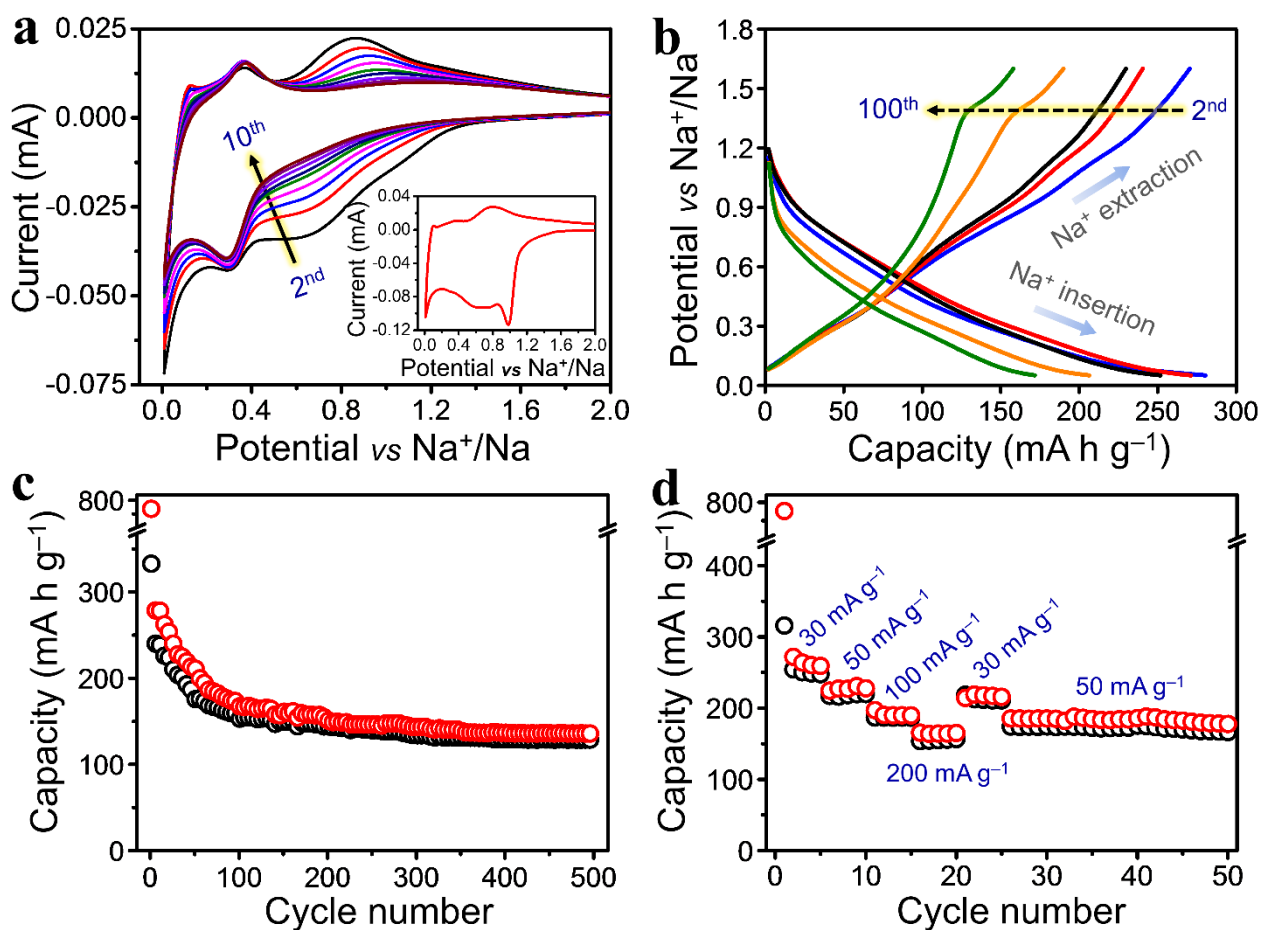 a
0.025
0.000
-0.025
-0.050
-0.075
Current (mA)
10th
2nd
0.0 0.4 0.8 1.2 1.6 2.0
Potential vs Na⁺/Na
0.04
0.00
-0.04
-0.08
-0.12
Current (mA)
0.0 0.4 0.8 1.2 1.6 2.0
Potential vs Na⁺/Na
b
1.8
1.5
1.2
0.9
0.6
0.3
0.0
Potential vs Na⁺/Na
100th
2nd
Na⁺ extraction
Na⁺ insertion
0 50 100 150 200 250 300
Capacity (mA h g⁻¹)
c
800
300
200
100
0
Capacity (mA h g⁻¹)
0 100 200 300 400 500
Cycle number
d
800
400
300
200
100
0
Capacity (mA h g⁻¹)
30 mA g⁻¹
50 mA g⁻¹
100 mA g⁻¹
200 mA g⁻¹
30 mA g⁻¹
50 mA g⁻¹
0 10 20 30 40 50
Cycle number